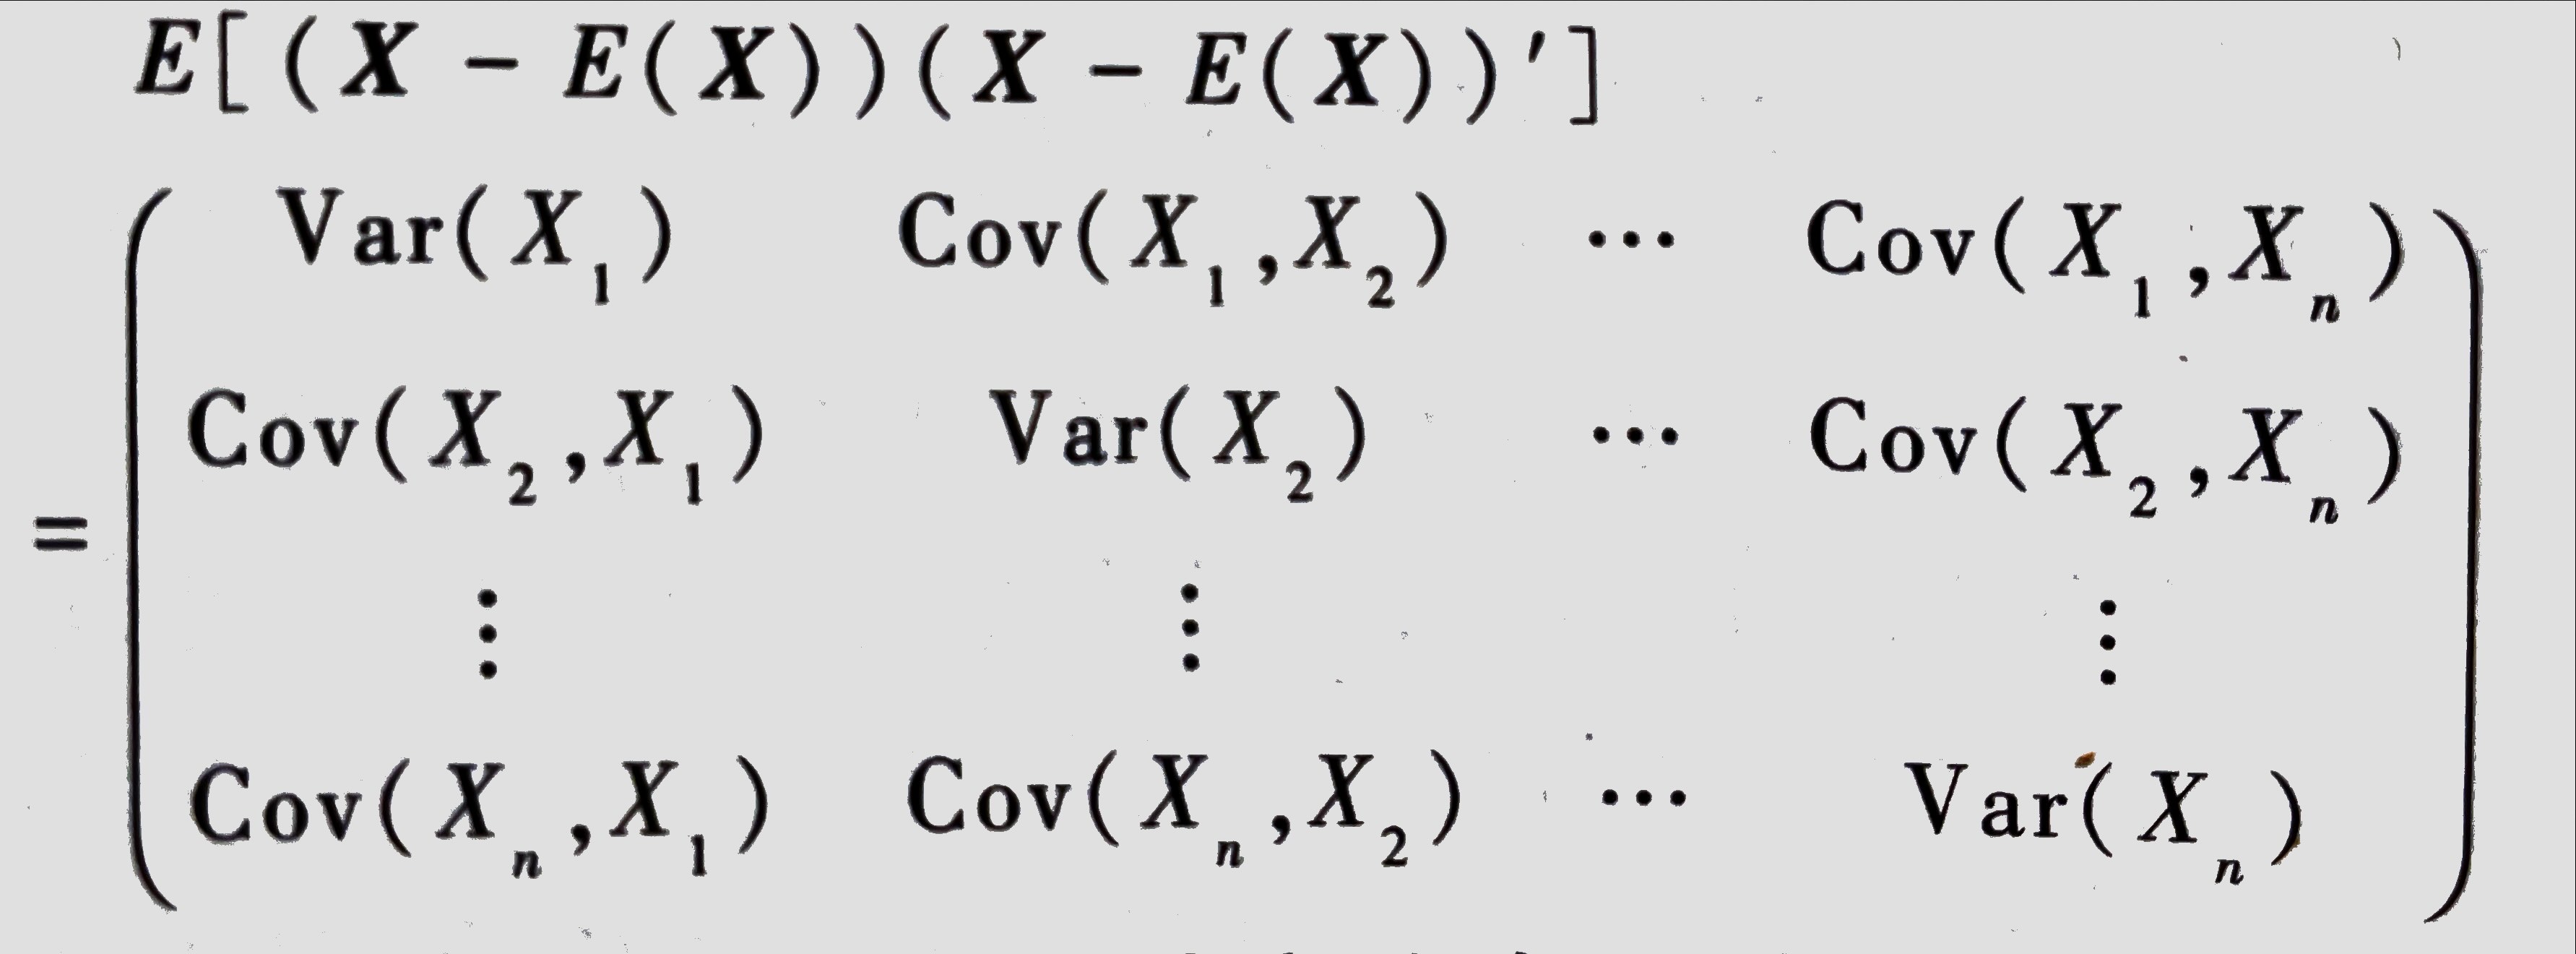 E[(X − E(X))(X − E(X))′]
Var(X₁) Cov(X₁,X₂) ⋯ Cov(X₁,Xₙ)
Cov(X₂,X₁) Var(X₂) ⋯ Cov(X₂,Xₙ)
=
⋮ ⋮ ⋮
Cov(Xₙ,X₁) Cov(Xₙ,X₂) ⋯ Var(Xₙ)